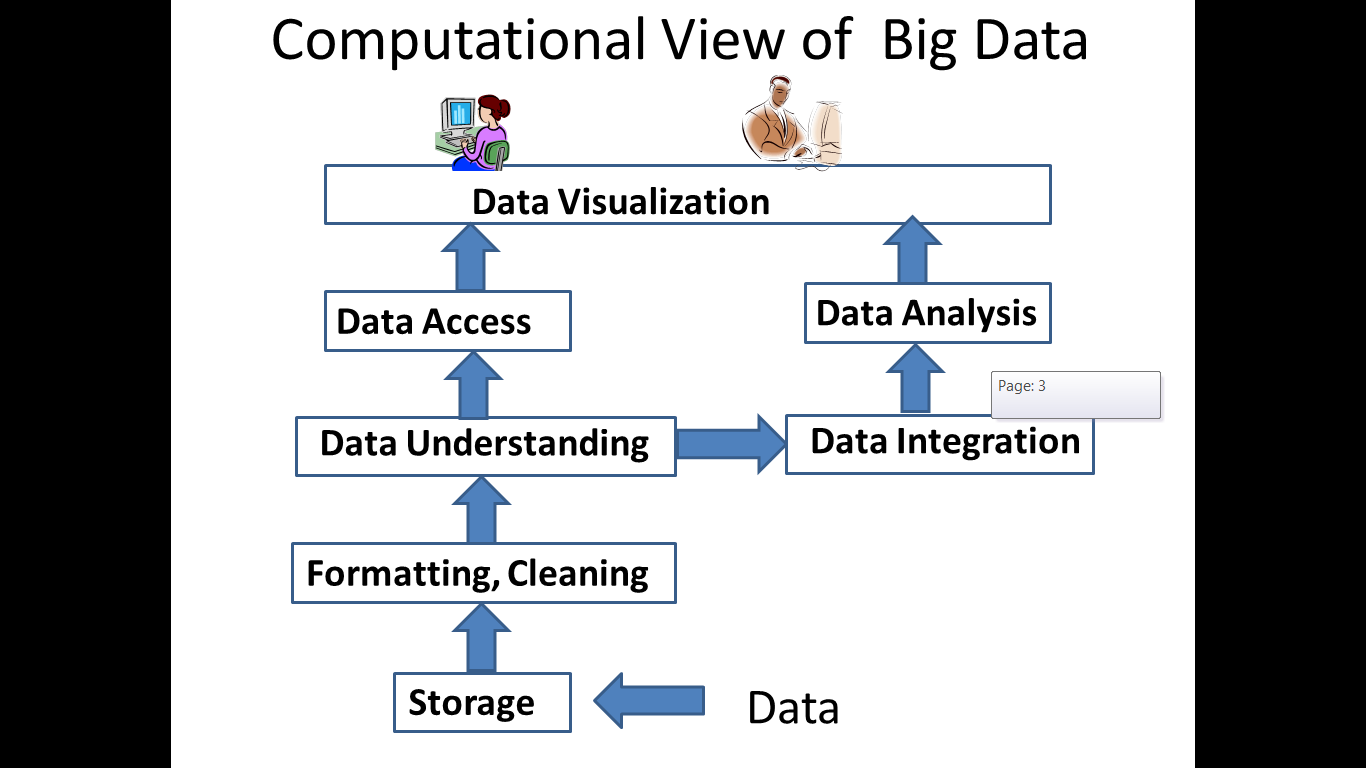 Computational View of Big Data
Data Visualization
Data Access
Data Analysis
Page: 3
Data Understanding
Data Integration
Formatting, Cleaning
Storage
Data